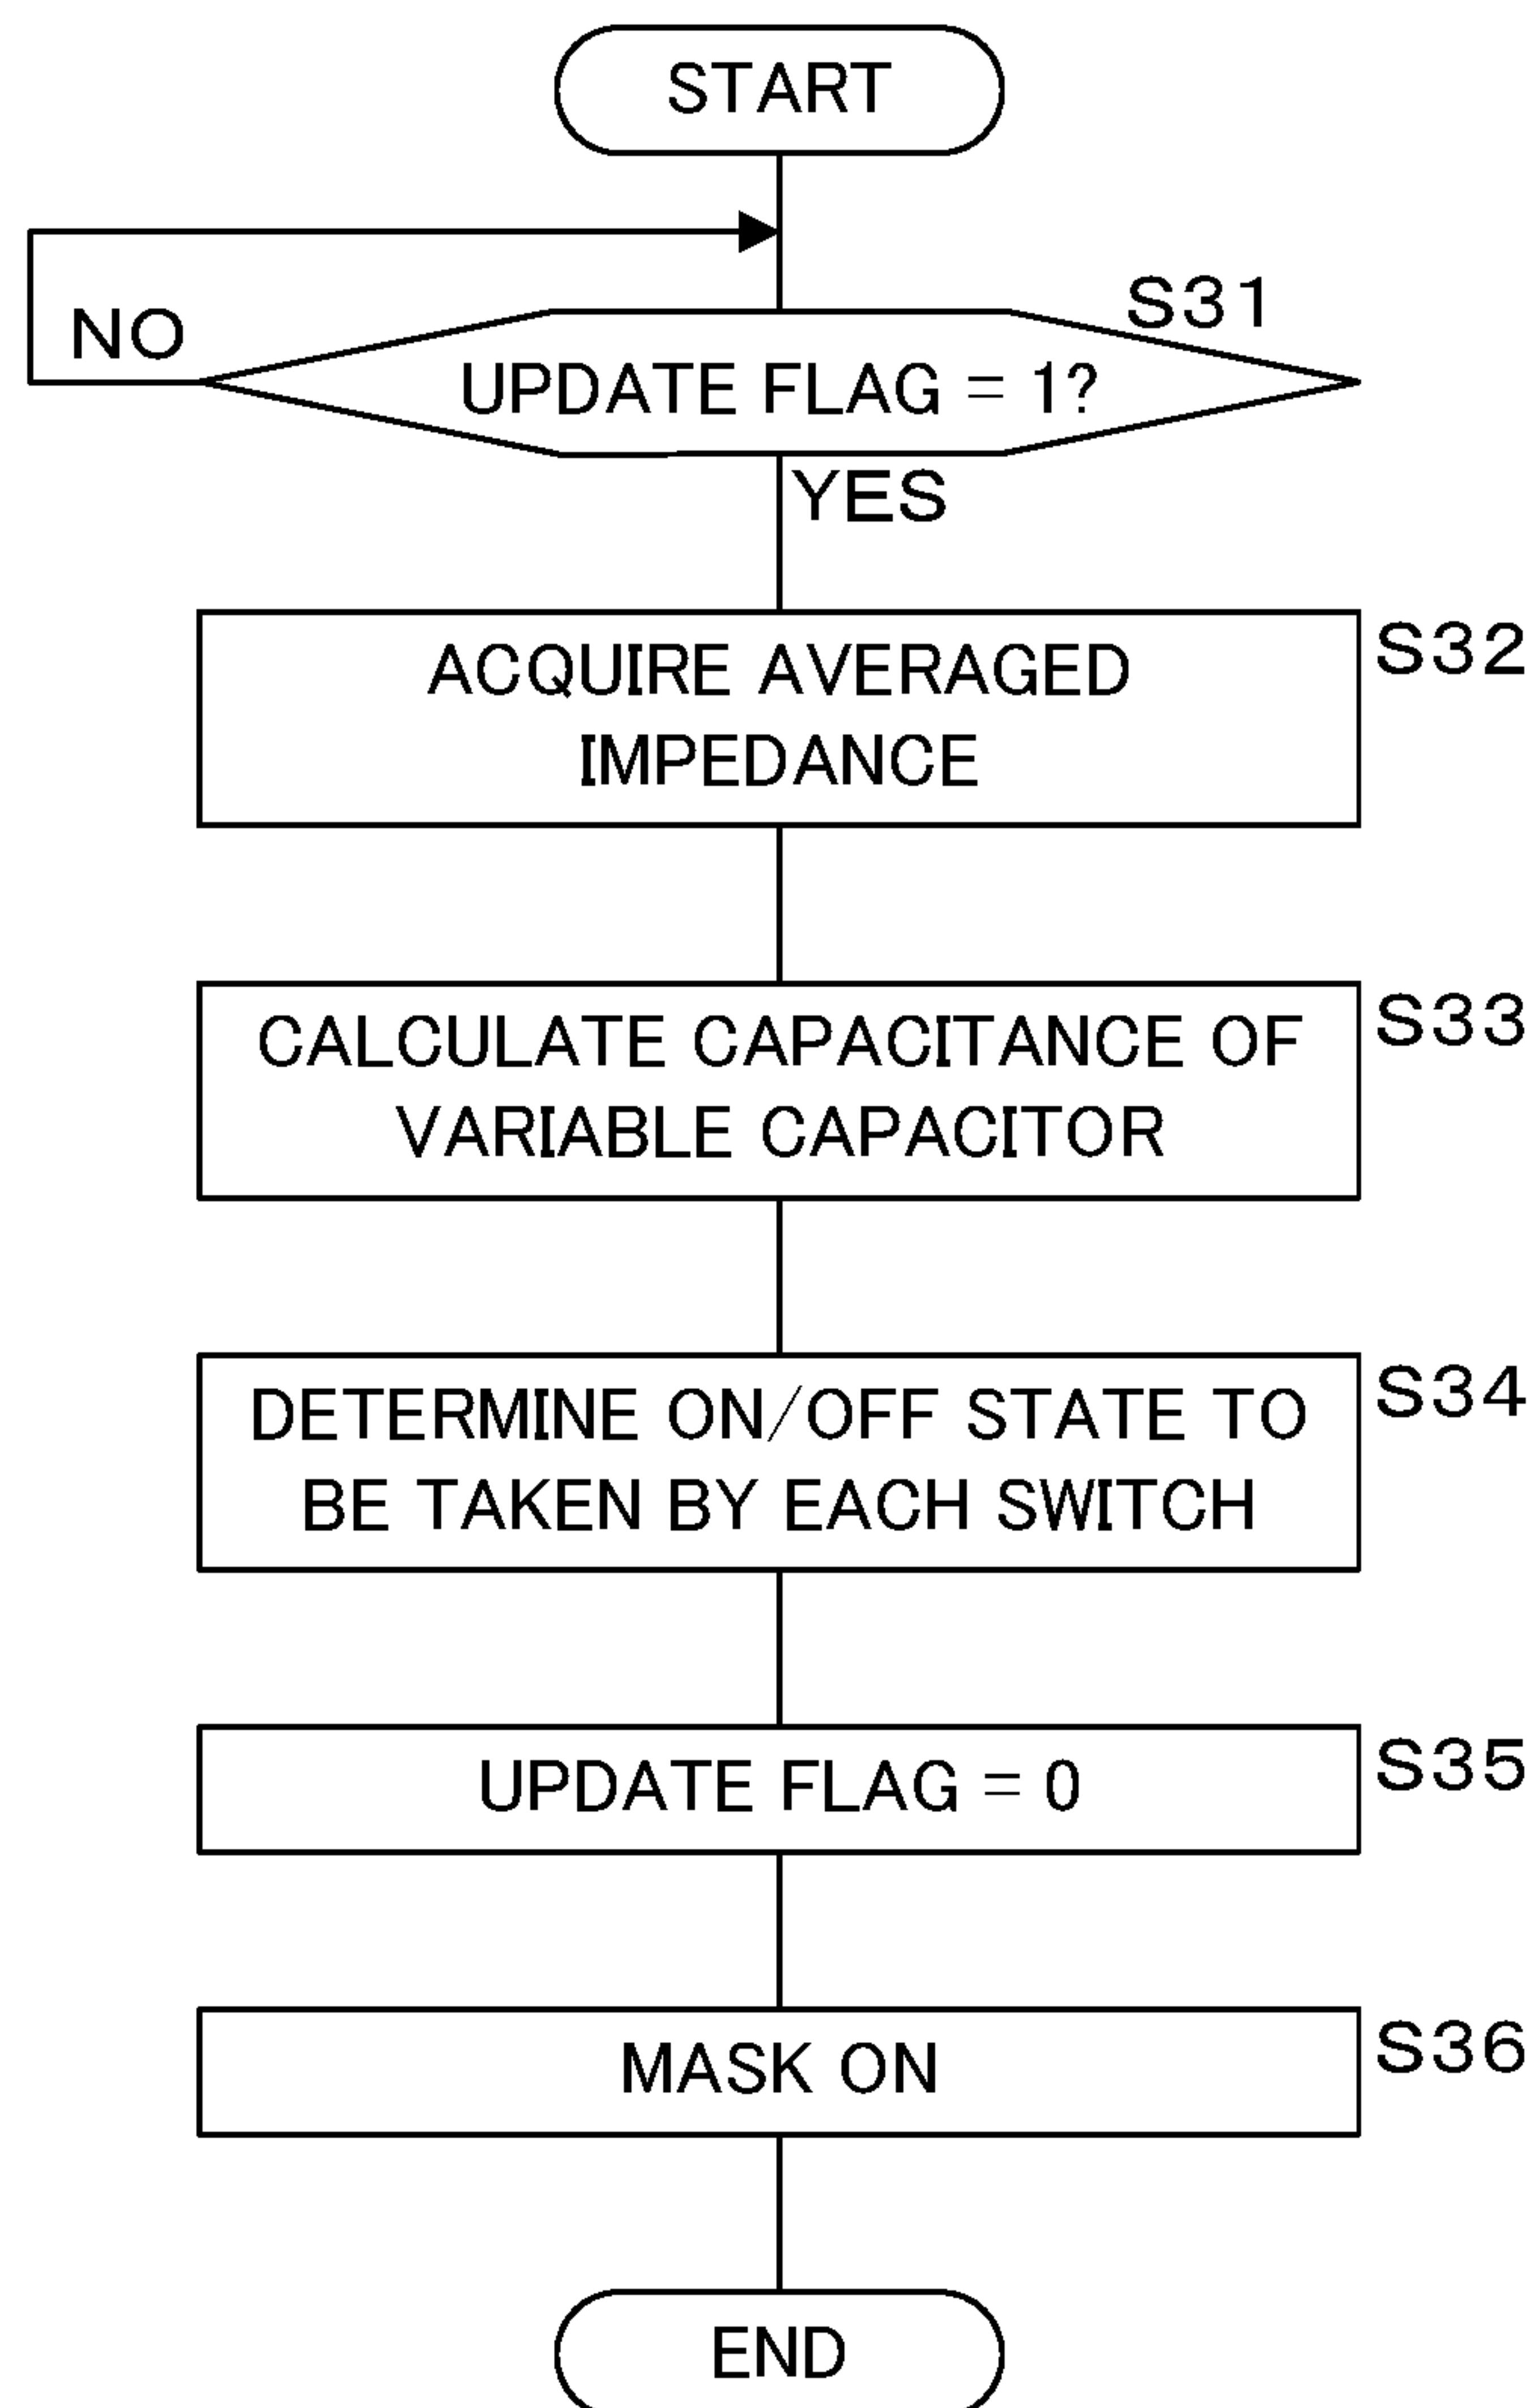 START
S31
NO
UPDATE FLAG = 1?
YES
ACQUIRE AVERAGED
IMPEDANCE
S32
CALCULATE CAPACITANCE OF
VARIABLE CAPACITOR
S33
DETERMINE ON/OFF STATE TO
BE TAKEN BY EACH SWITCH
S34
UPDATE FLAG = 0
S35
MASK ON
S36
END